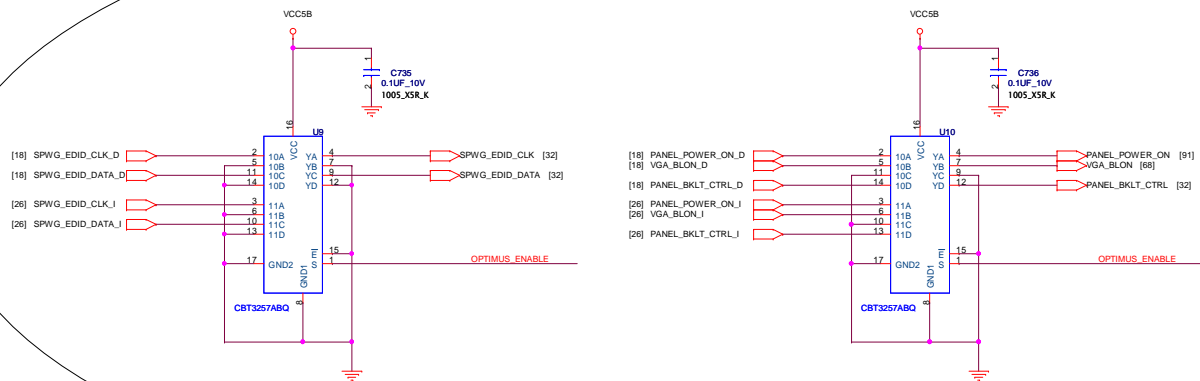 VCC5B
C735
0.1UF_10V
1005_X5R_K
1
2
16
U9
VCC
[18] SPWG_EDID_CLK_D 2 10A YA 4 SPWG_EDID_CLK [32]
5 10B YB 7
[18] SPWG_EDID_DATA_D 11 10C YC 9 SPWG_EDID_DATA [32]
14 10D YD 12
[26] SPWG_EDID_CLK_I 3 11A
6 11B
[26] SPWG_EDID_DATA_I 10 11C
13 11D
E 15
17 GND2 S 1 OPTIMUS_ENABLE
GND1
8
CBT3257ABQ
VCC5B
C736
0.1UF_10V
1005_X5R_K
1
2
16
U10
VCC
[18] PANEL_POWER_ON_D 2 10A YA 4 PANEL_POWER_ON [91]
[18] VGA_BLON_D 5 10B YB 7 VGA_BLON [68]
11 10C YC 9
[18] PANEL_BKLT_CTRL_D 14 10D YD 12 PANEL_BKLT_CTRL [32]
[26] PANEL_POWER_ON_I 3 11A
[26] VGA_BLON_I 6 11B
10 11C
[26] PANEL_BKLT_CTRL_I 13 11D
E 15
17 GND2 S 1 OPTIMUS_ENABLE
GND1
8
CBT3257ABQ